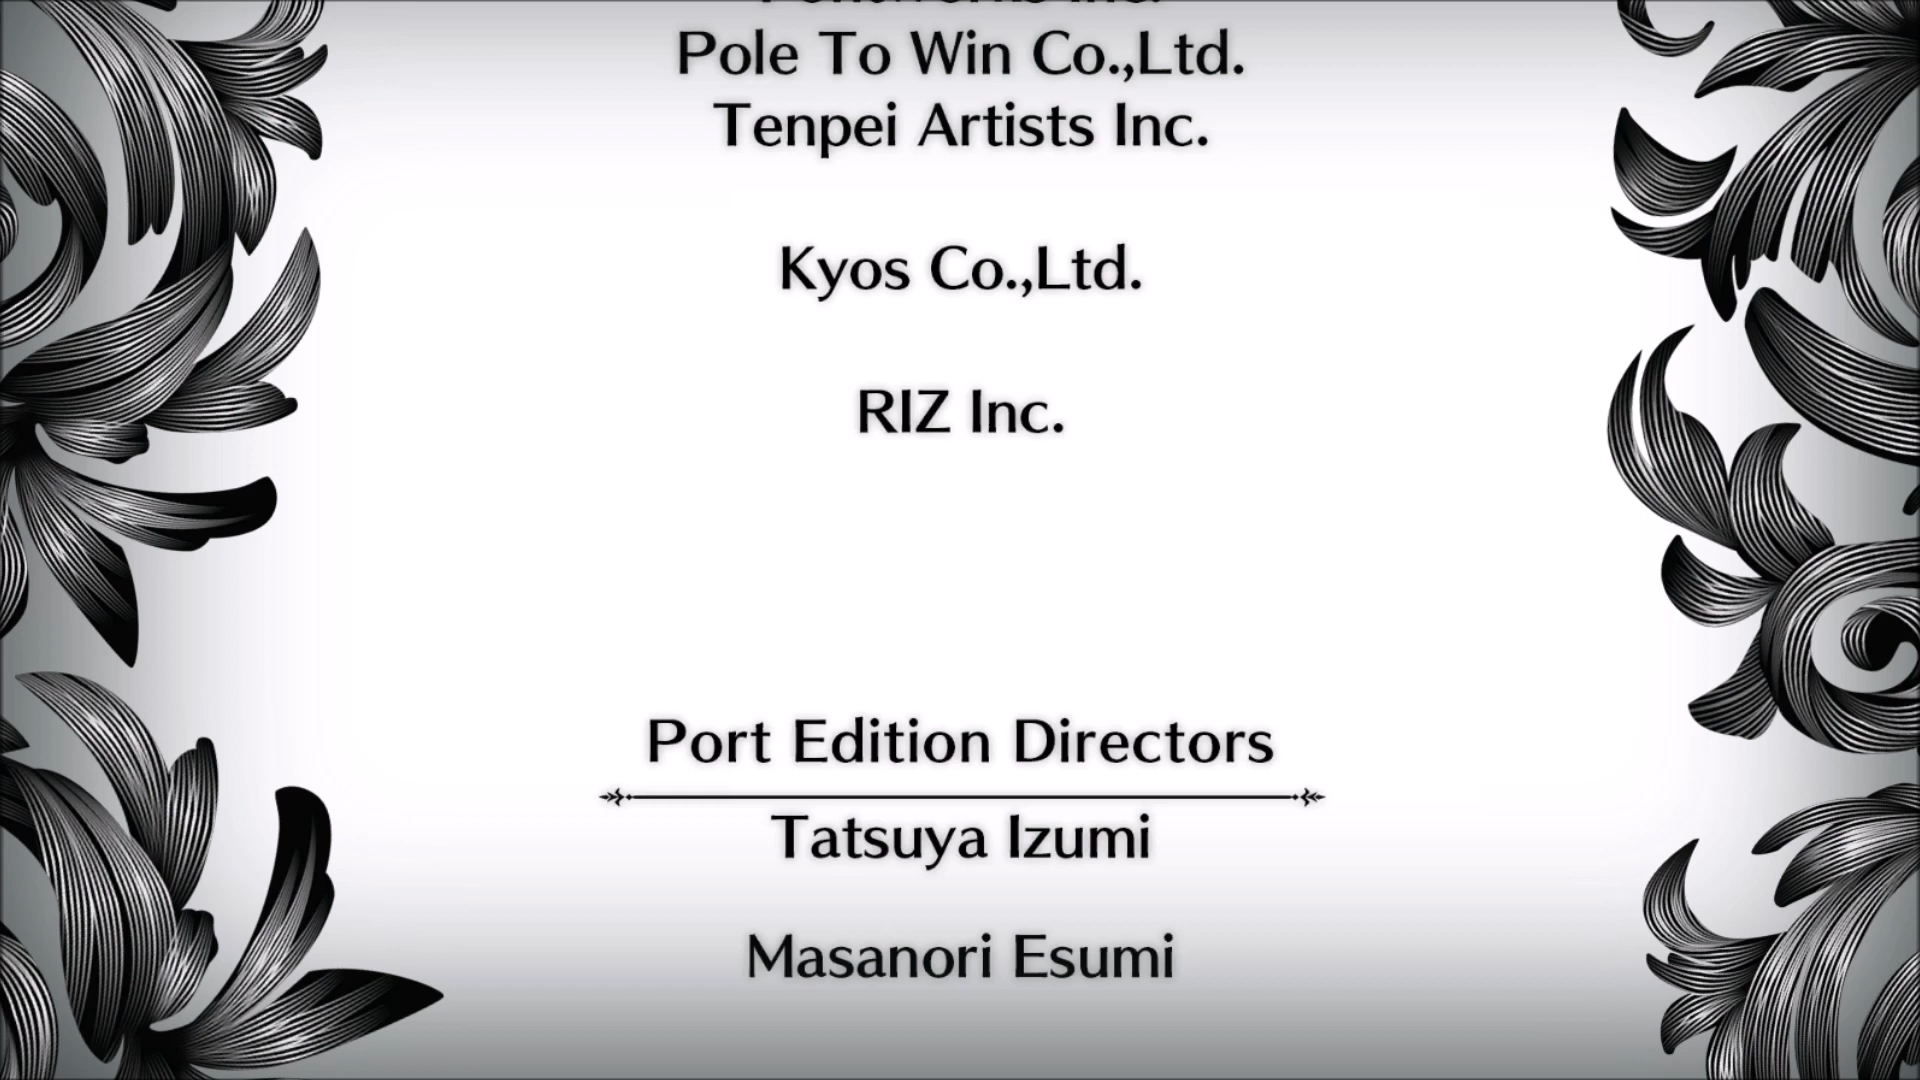 Pole To Win Co.,Ltd.
Tenpei Artists Inc.
Kyos Co.,Ltd.
RIZ Inc.
Port Edition Directors
Tatsuya Izumi
Masanori Esumi